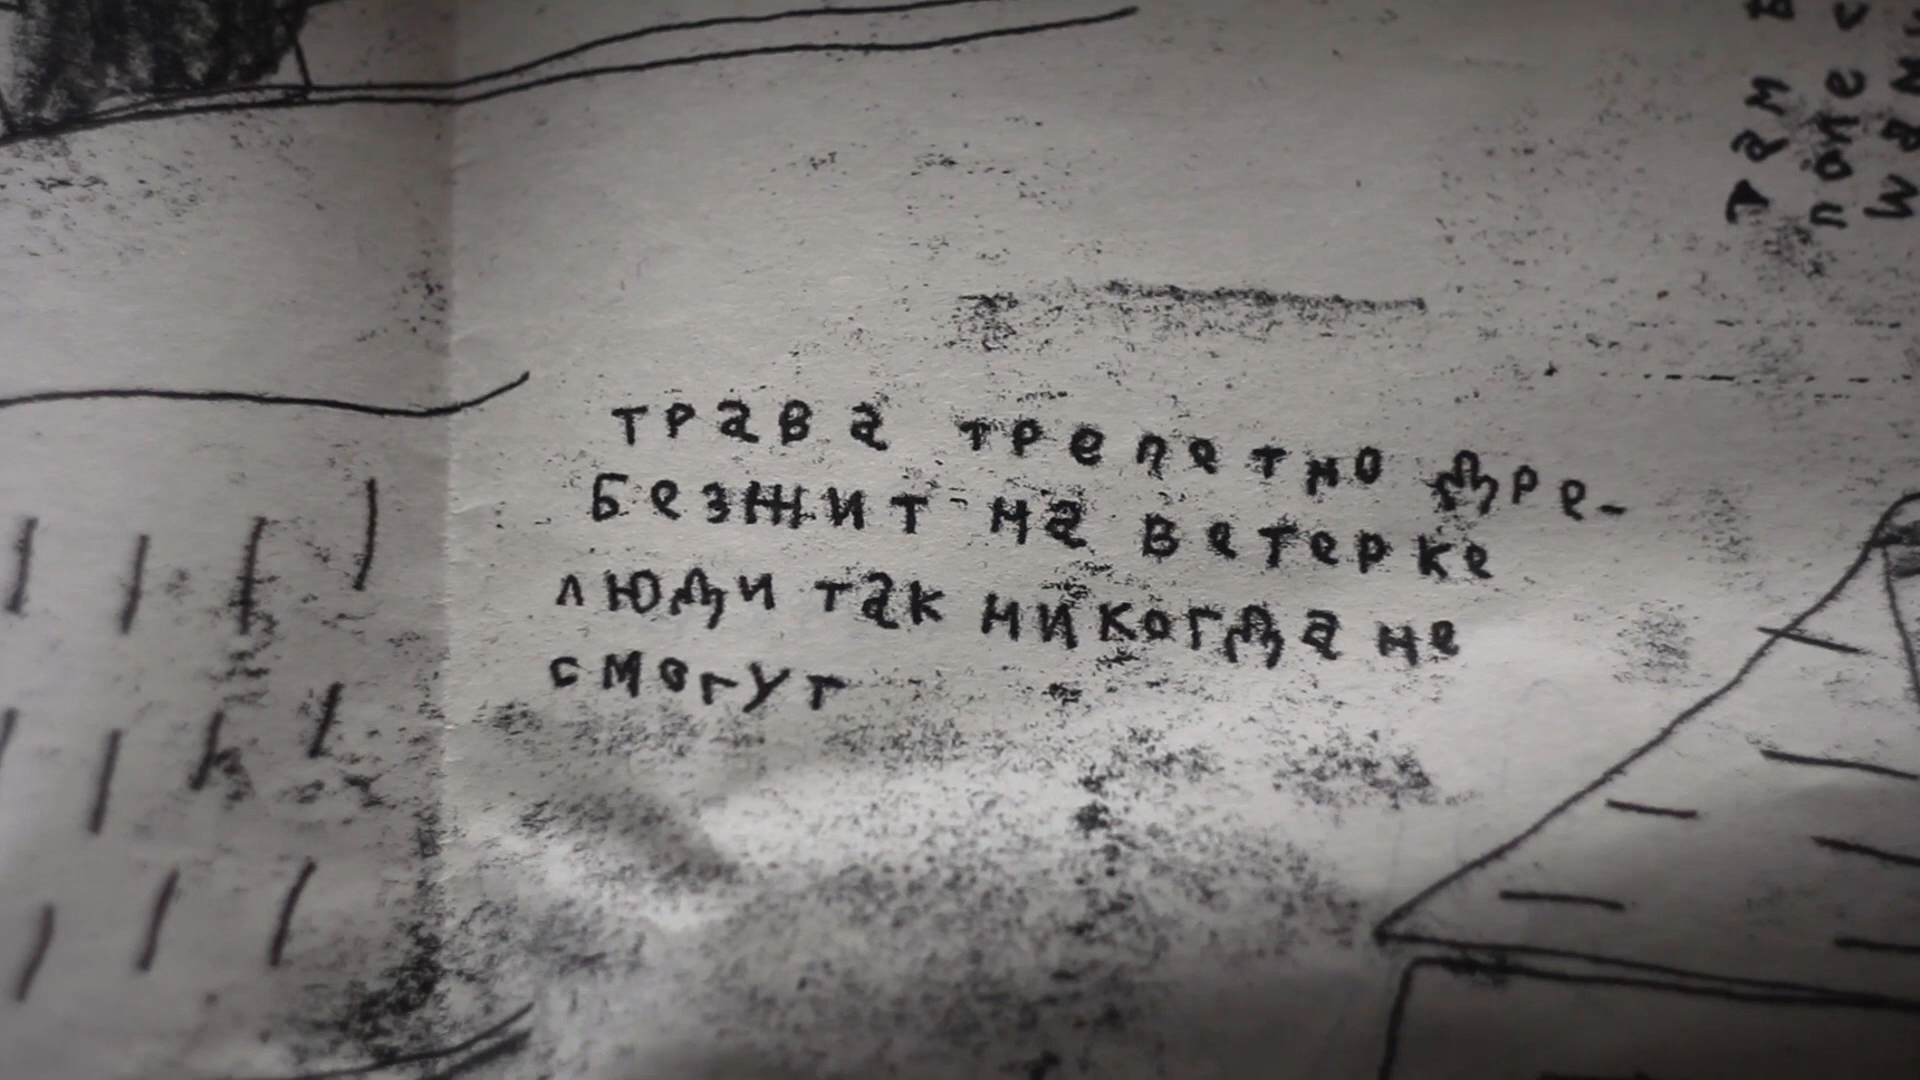 трава трепетно дре-
безжит на ветерке
люди так никогда не
смогут